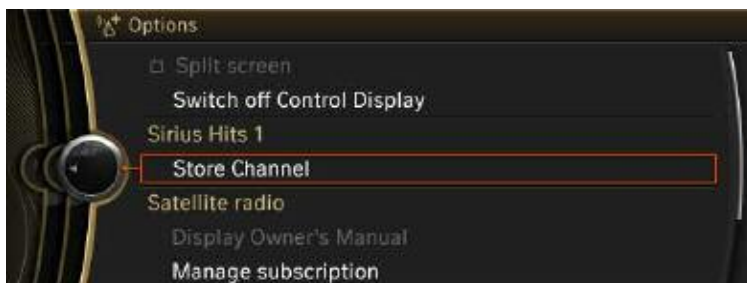 Options
Split screen
Switch off Control Display
Sirius Hits 1
Store Channel
Satellite radio
Display Owner's Manual
Manage subscription